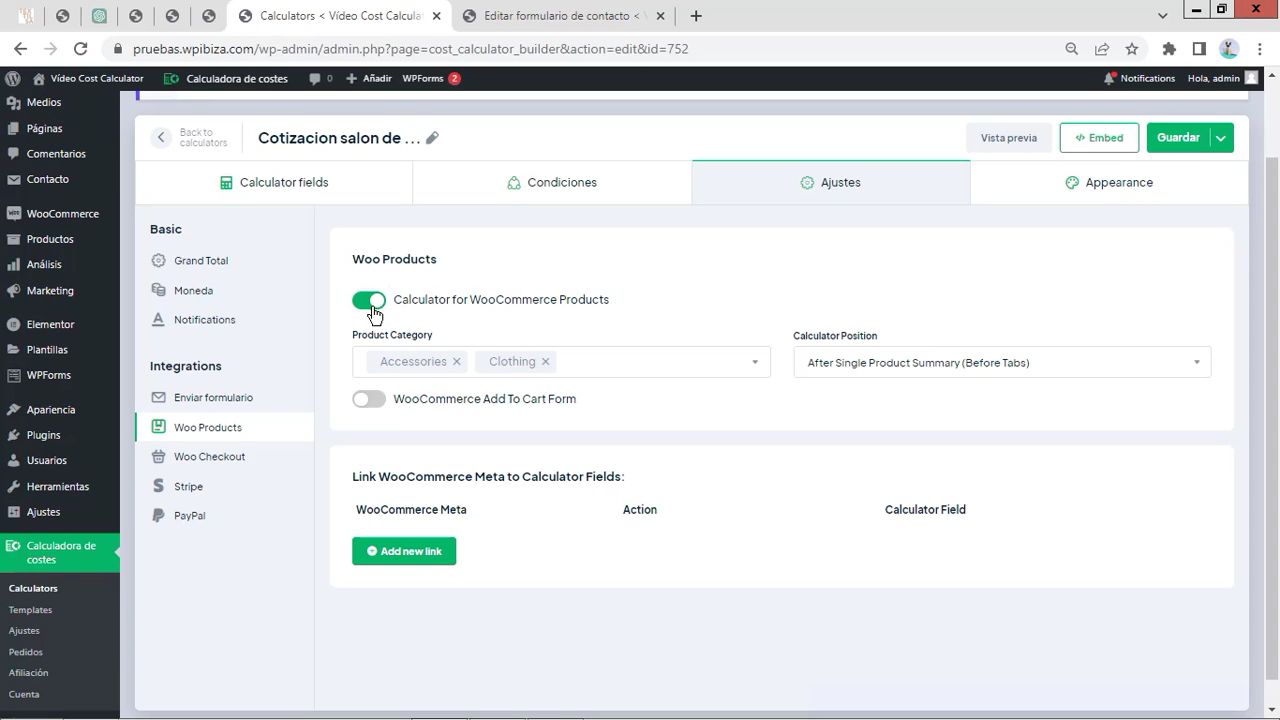 Calculators < Vídeo Cost Calcula
Editar formulario de contacto < V
pruebas.wpibiza.com/wp-admin/admin.php?page=cost_calculator_builder&action=edit&id=752
Vídeo Cost Calculator
Calculadora de costes
0
Añadir
WPForms
2
Notifications
Hola, admin
Medios
Páginas
Comentarios
Contacto
WooCommerce
Productos
Análisis
Marketing
Elementor
Plantillas
WPForms
Apariencia
Plugins
Usuarios
Herramientas
Ajustes
Calculadora de
costes
Calculators
Templates
Ajustes
Pedidos
Afiliación
Cuenta
Back to
calculators
Cotizacion salon de ...
Vista previa
Embed
Guardar
Calculator fields
Condiciones
Ajustes
Appearance
Basic
Grand Total
Moneda
Notifications
Integrations
Enviar formulario
Woo Products
Woo Checkout
Stripe
PayPal
Woo Products
Calculator for WooCommerce Products
Product Category
Accessories
Clothing
Calculator Position
After Single Product Summary (Before Tabs)
WooCommerce Add To Cart Form
Link WooCommerce Meta to Calculator Fields:
WooCommerce Meta
Action
Calculator Field
Add new link